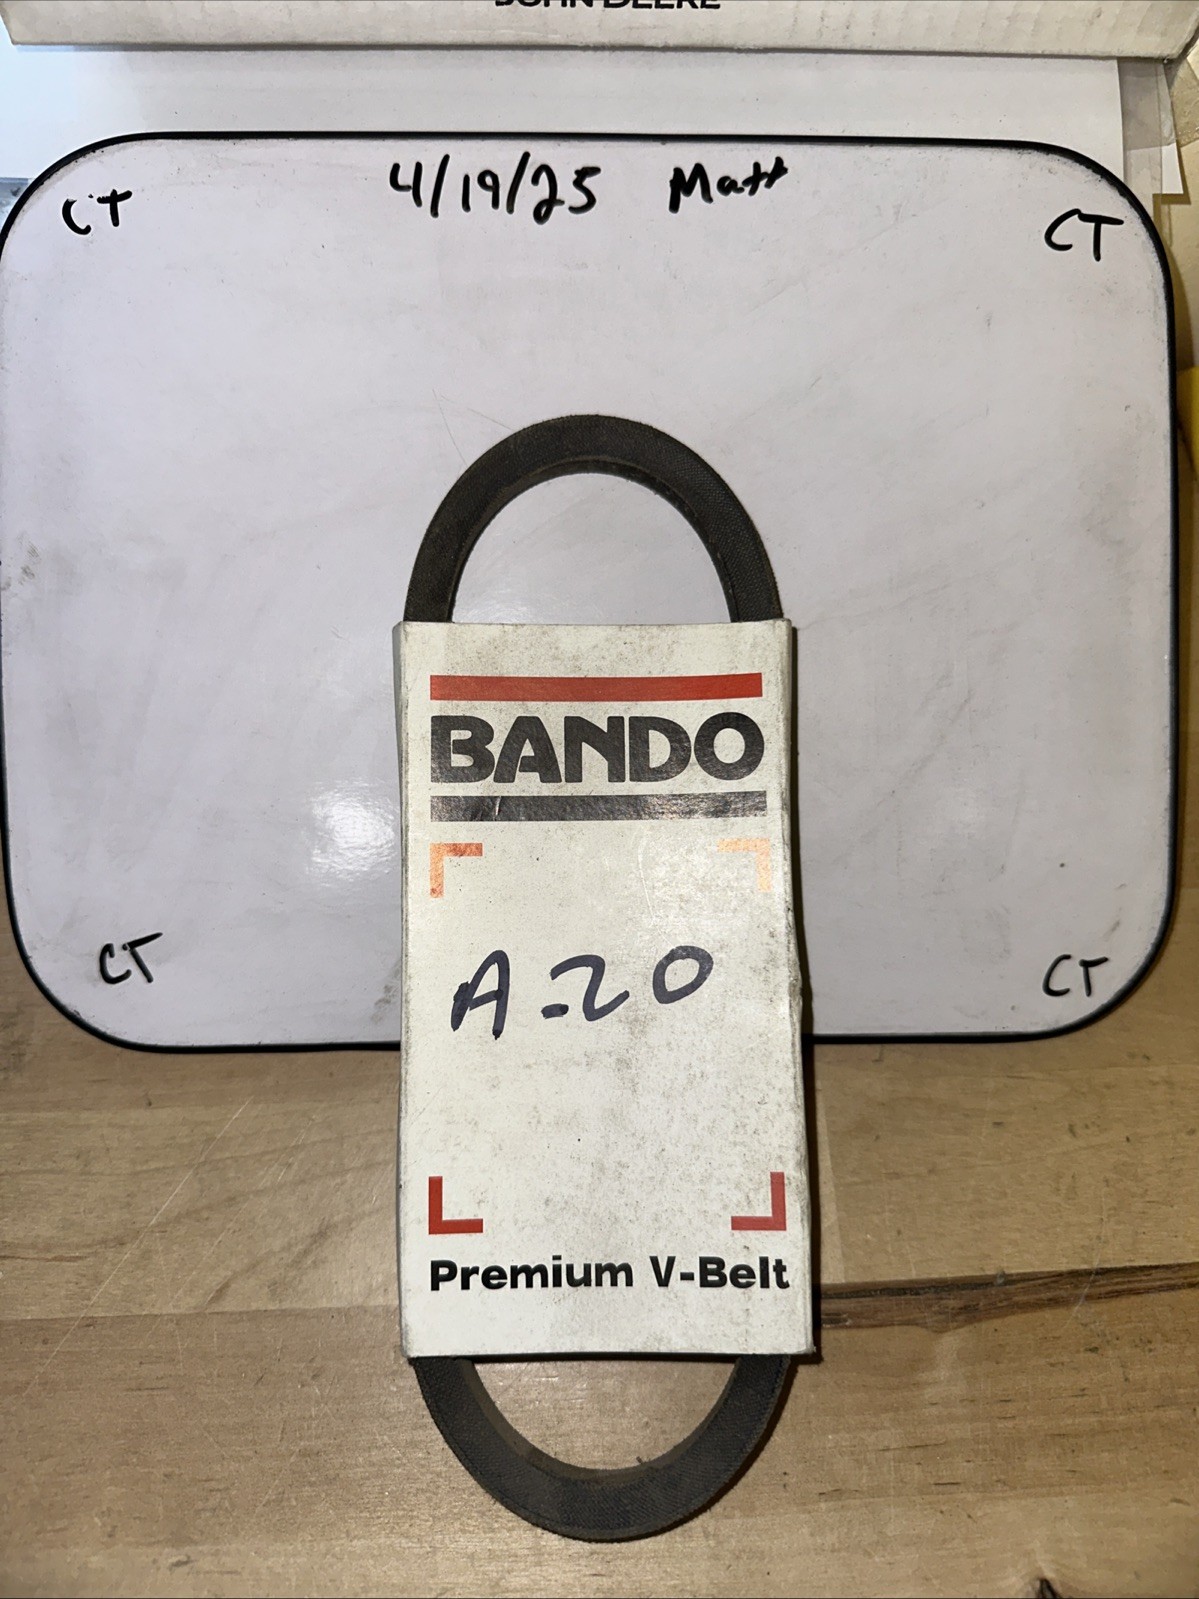 JOHN DEERE
4/19/25 Matt
CT
CT
BANDO
A-20
CT
CT
Premium V-Belt